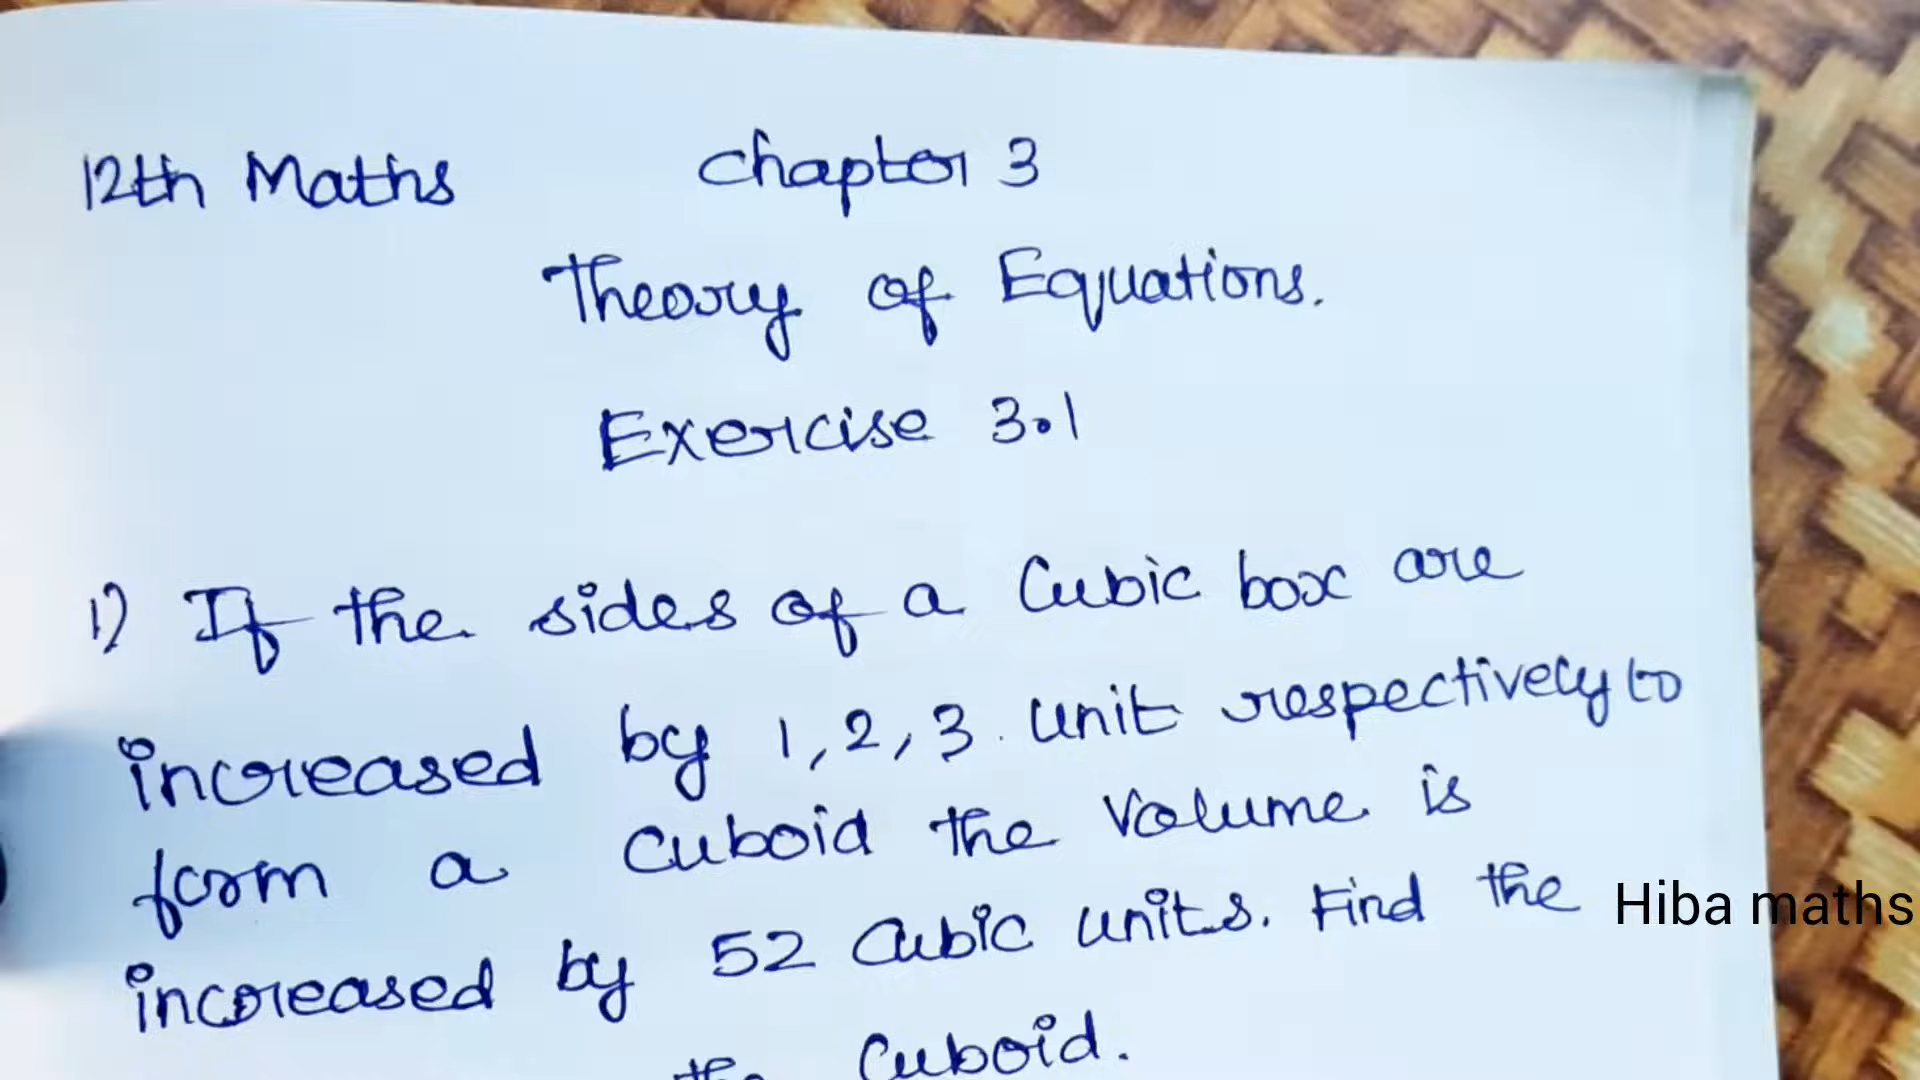 12th Maths Chapter 3
Theory of Equations.
Exercise 3.1
1) If the sides of a Cubic box are
increased by 1, 2, 3. unit respectively to
form a cuboid the volume is
increased by 52 Cubic units. Find the
the Cuboid.
Hiba maths